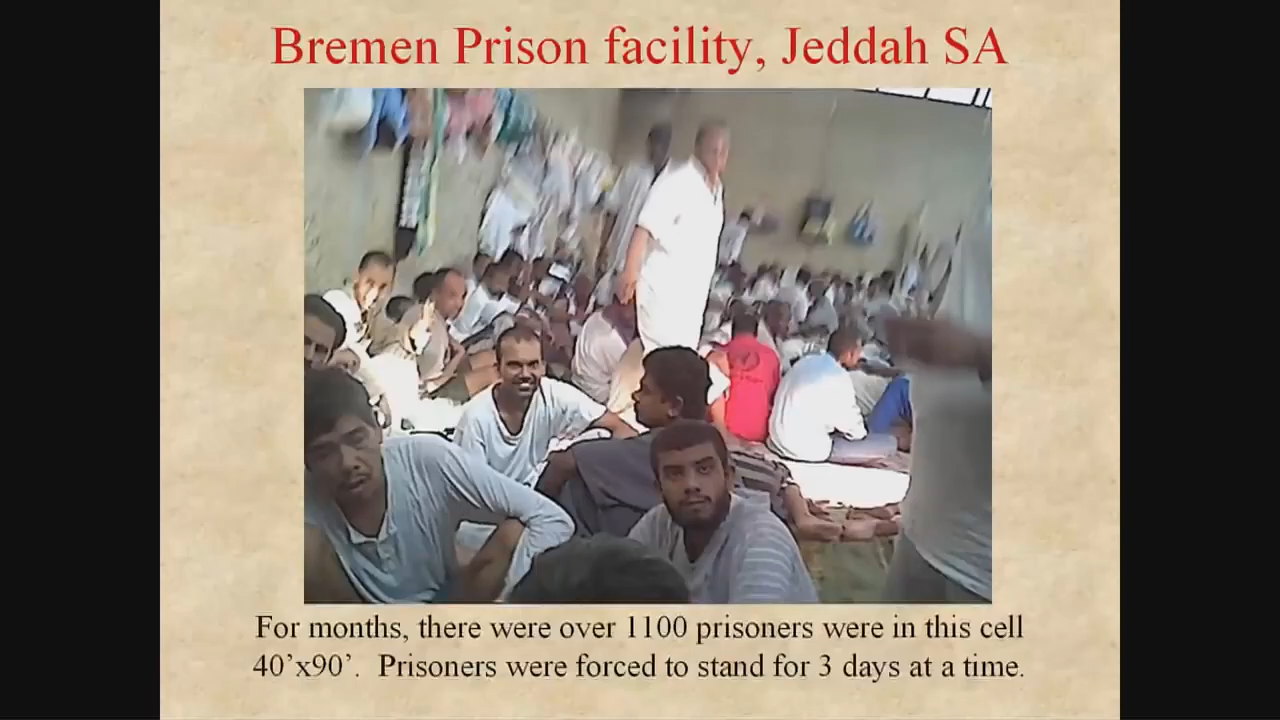 Bremen Prison facility, Jeddah SA
For months, there were over 1100 prisoners were in this cell
40’x90’.  Prisoners were forced to stand for 3 days at a time.